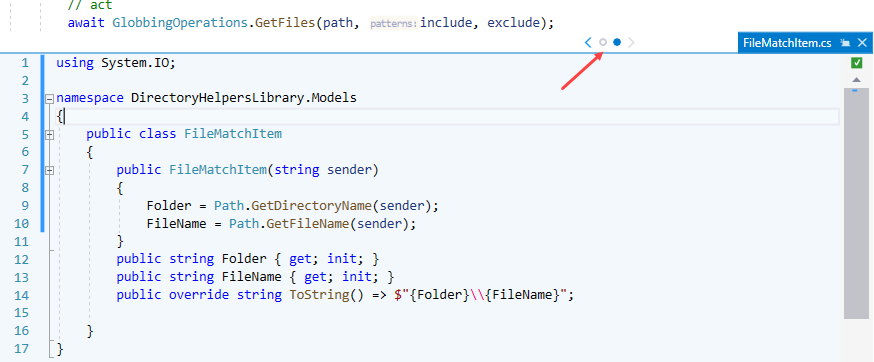 // act
await GlobbingOperations.GetFiles(path, patterns: include, exclude);
FileMatchItem.cs
1 using System.IO;
2
3 namespace DirectoryHelpersLibrary.Models
4 {
5 public class FileMatchItem
6 {
7 public FileMatchItem(string sender)
8 {
9 Folder = Path.GetDirectoryName(sender);
10 FileName = Path.GetFileName(sender);
11 }
12 public string Folder { get; init; }
13 public string FileName { get; init; }
14 public override string ToString() => $"{Folder}\\{FileName}";
15
16 }
17 }